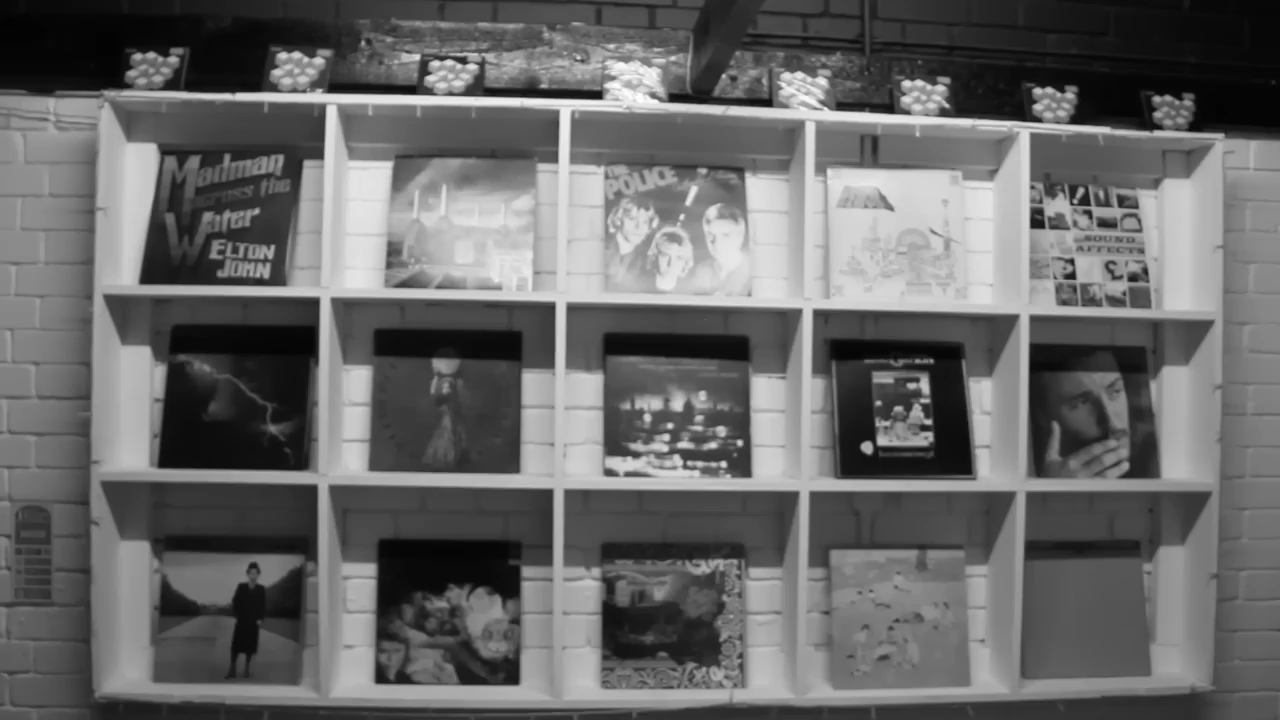 Madman
across the
Water
ELTON
JOHN
THE
POLICE
SOUND
AFFECTS